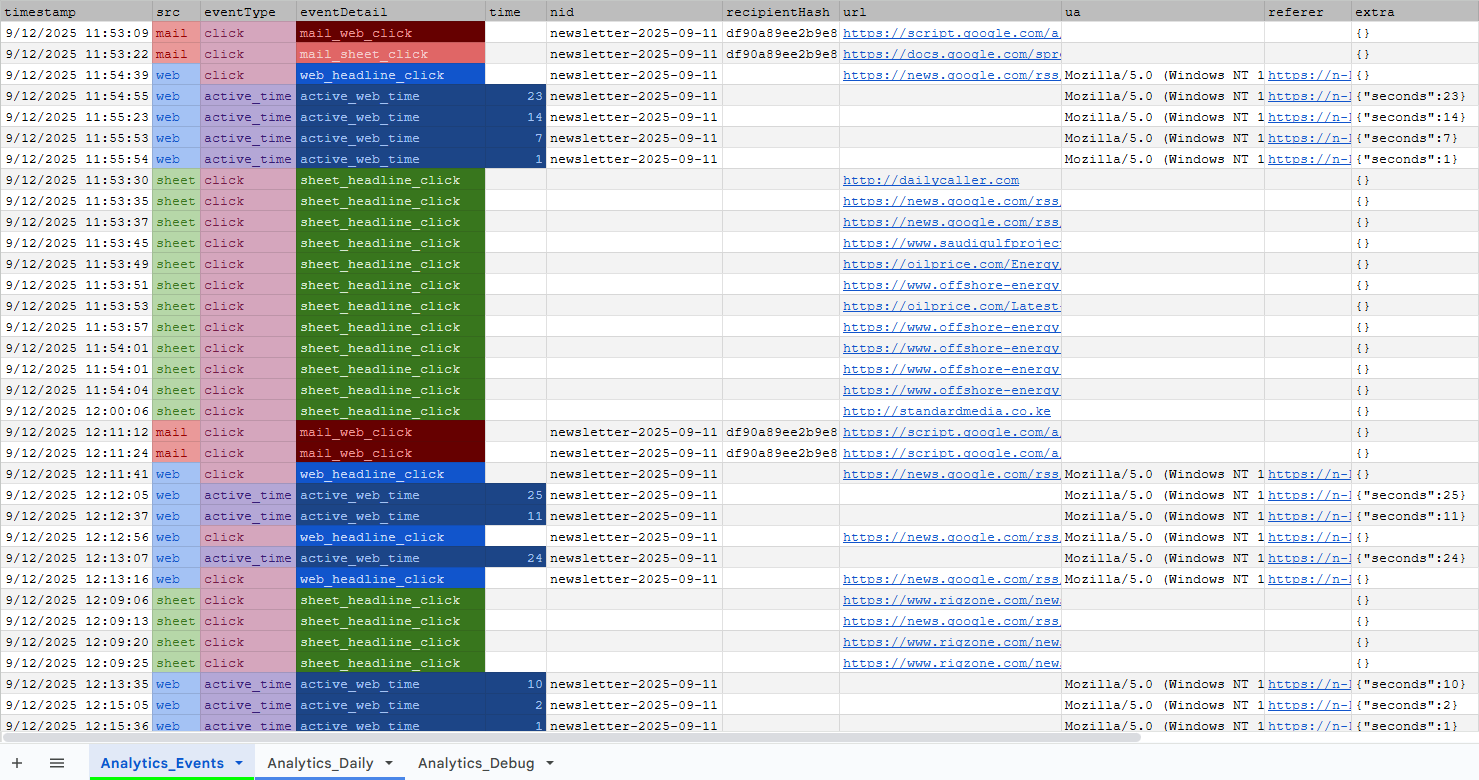 timestamp src eventType eventDetail time nid recipientHash url ua referer extra
9/12/2025 11:53:09 mail click mail_web_click newsletter-2025-09-11 df90a89ee2b9e8 https://script.google.com/a {}
9/12/2025 11:53:22 mail click mail_sheet_click newsletter-2025-09-11 df90a89ee2b9e8 https://docs.google.com/spr {}
9/12/2025 11:54:39 web click web_headline_click newsletter-2025-09-11 https://news.google.com/rss Mozilla/5.0 (Windows NT 1 https://n- {}
9/12/2025 11:54:55 web active_time active_web_time 23 newsletter-2025-09-11 Mozilla/5.0 (Windows NT 1 https://n- {"seconds":23}
9/12/2025 11:55:23 web active_time active_web_time 14 newsletter-2025-09-11 Mozilla/5.0 (Windows NT 1 https://n- {"seconds":14}
9/12/2025 11:55:53 web active_time active_web_time 7 newsletter-2025-09-11 Mozilla/5.0 (Windows NT 1 https://n- {"seconds":7}
9/12/2025 11:55:54 web active_time active_web_time 1 newsletter-2025-09-11 Mozilla/5.0 (Windows NT 1 https://n- {"seconds":1}
9/12/2025 11:53:30 sheet click sheet_headline_click http://dailycaller.com {}
9/12/2025 11:53:35 sheet click sheet_headline_click https://news.google.com/rss {}
9/12/2025 11:53:37 sheet click sheet_headline_click https://news.google.com/rss {}
9/12/2025 11:53:45 sheet click sheet_headline_click https://www.saudigulfprojec {}
9/12/2025 11:53:49 sheet click sheet_headline_click https://oilprice.com/Energy {}
9/12/2025 11:53:51 sheet click sheet_headline_click https://www.offshore-energy {}
9/12/2025 11:53:53 sheet click sheet_headline_click https://oilprice.com/Latest {}
9/12/2025 11:53:57 sheet click sheet_headline_click https://www.offshore-energy {}
9/12/2025 11:54:01 sheet click sheet_headline_click https://www.offshore-energy {}
9/12/2025 11:54:01 sheet click sheet_headline_click https://www.offshore-energy {}
9/12/2025 11:54:04 sheet click sheet_headline_click https://www.offshore-energy {}
9/12/2025 12:00:06 sheet click sheet_headline_click http://standardmedia.co.ke {}
9/12/2025 12:11:12 mail click mail_web_click newsletter-2025-09-11 df90a89ee2b9e8 https://script.google.com/a {}
9/12/2025 12:11:24 mail click mail_web_click newsletter-2025-09-11 df90a89ee2b9e8 https://script.google.com/a {}
9/12/2025 12:11:41 web click web_headline_click newsletter-2025-09-11 https://news.google.com/rss Mozilla/5.0 (Windows NT 1 https://n- {}
9/12/2025 12:12:05 web active_time active_web_time 25 newsletter-2025-09-11 Mozilla/5.0 (Windows NT 1 https://n- {"seconds":25}
9/12/2025 12:12:37 web active_time active_web_time 11 newsletter-2025-09-11 Mozilla/5.0 (Windows NT 1 https://n- {"seconds":11}
9/12/2025 12:12:56 web click web_headline_click newsletter-2025-09-11 https://news.google.com/rss Mozilla/5.0 (Windows NT 1 https://n- {}
9/12/2025 12:13:07 web active_time active_web_time 24 newsletter-2025-09-11 Mozilla/5.0 (Windows NT 1 https://n- {"seconds":24}
9/12/2025 12:13:16 web click web_headline_click newsletter-2025-09-11 https://news.google.com/rss Mozilla/5.0 (Windows NT 1 https://n- {}
9/12/2025 12:09:06 sheet click sheet_headline_click https://www.rigzone.com/new {}
9/12/2025 12:09:13 sheet click sheet_headline_click https://news.google.com/rss {}
9/12/2025 12:09:20 sheet click sheet_headline_click https://www.rigzone.com/new {}
9/12/2025 12:09:25 sheet click sheet_headline_click https://www.rigzone.com/new {}
9/12/2025 12:13:35 web active_time active_web_time 10 newsletter-2025-09-11 Mozilla/5.0 (Windows NT 1 https://n- {"seconds":10}
9/12/2025 12:15:05 web active_time active_web_time 2 newsletter-2025-09-11 Mozilla/5.0 (Windows NT 1 https://n- {"seconds":2}
9/12/2025 12:15:36 web active_time active_web_time 1 newsletter-2025-09-11 Mozilla/5.0 (Windows NT 1 https://n- {"seconds":1}
Analytics_Events Analytics_Daily Analytics_Debug